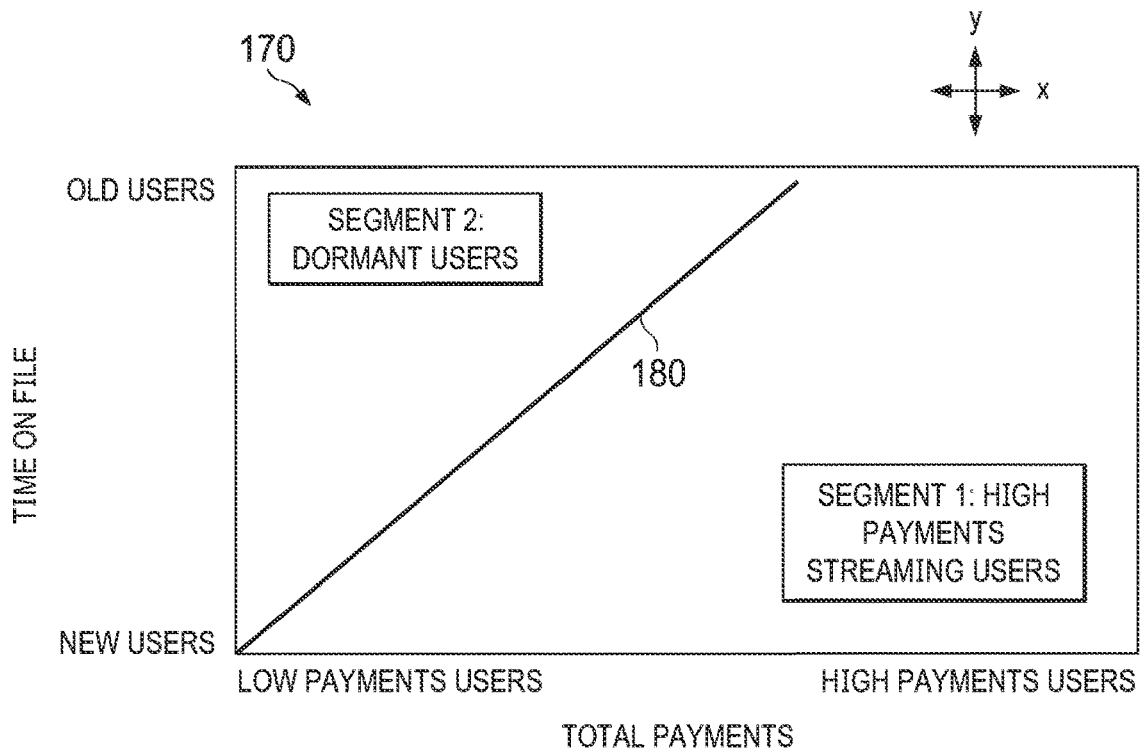 170
y
x
OLD USERS
SEGMENT 2:
DORMANT USERS
180
TIME ON FILE
SEGMENT 1: HIGH
PAYMENTS
STREAMING USERS
NEW USERS
LOW PAYMENTS USERS
HIGH PAYMENTS USERS
TOTAL PAYMENTS